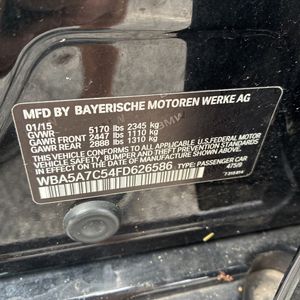 MFD BY BAYERISCHE MOTOREN WERKE AG
01/15
GVWR 5170 lbs 2345 kg
GAWR FRONT 2447 lbs 1110 kg
GAWR REAR 2888 lbs 1310 kg
THIS VEHICLE CONFORMS TO ALL APPLICABLE U.S. FEDERAL MOTOR
VEHICLE SAFETY, BUMPER, AND THEFT PREVENTION STANDARDS
IN EFFECT ON THE DATE OF MANUFACTURE SHOWN ABOVE.
WBA5A7C54FD626586 TYPE: PASSENGER CAR